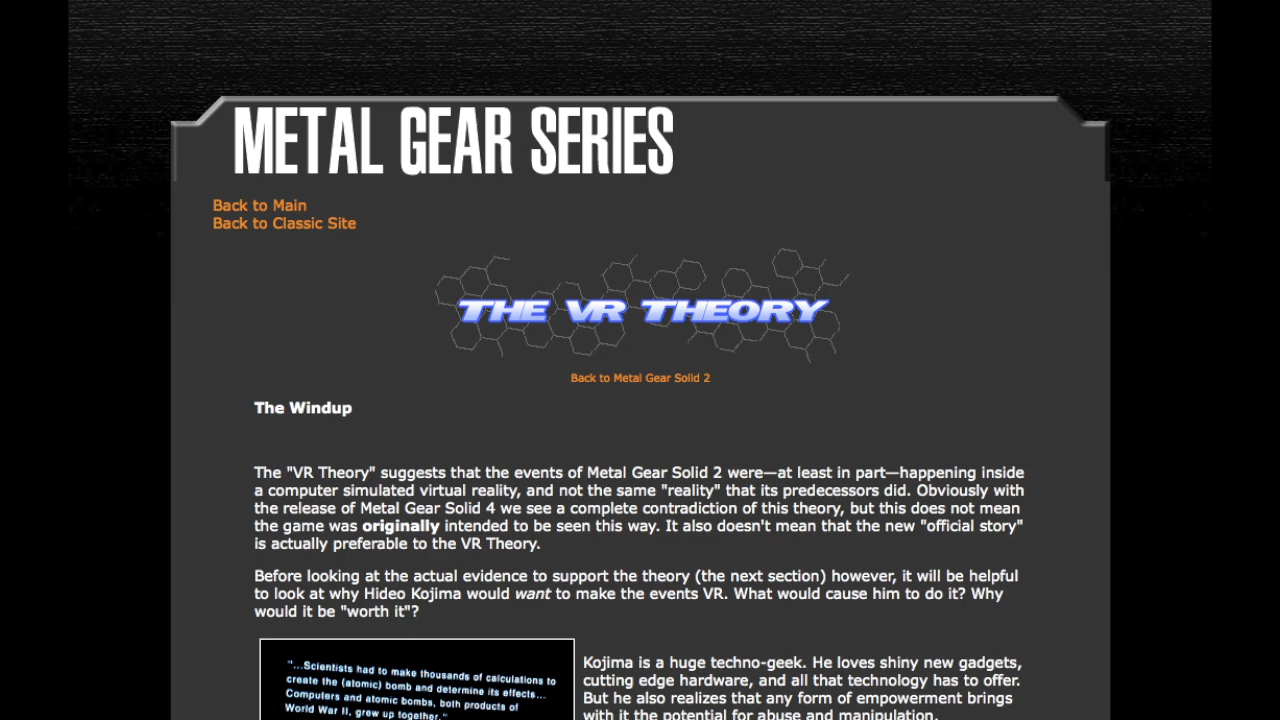 METAL GEAR SERIES
Back to Main
Back to Classic Site
THE VR THEORY
Back to Metal Gear Solid 2
The Windup
The "VR Theory" suggests that the events of Metal Gear Solid 2 were—at least in part—happening inside
a computer simulated virtual reality, and not the same "reality" that its predecessors did. Obviously with
the release of Metal Gear Solid 4 we see a complete contradiction of this theory, but this does not mean
the game was originally intended to be seen this way. It also doesn't mean that the new "official story"
is actually preferable to the VR Theory.
Before looking at the actual evidence to support the theory (the next section) however, it will be helpful
to look at why Hideo Kojima would want to make the events VR. What would cause him to do it? Why
would it be "worth it"?
"...Scientists had to make thousands of calculations to
create the (atomic) bomb and determine its effects...
Computers and atomic bombs, both products of
World War II, grew up together."
Kojima is a huge techno-geek. He loves shiny new gadgets,
cutting edge hardware, and all that technology has to offer.
But he also realizes that any form of empowerment brings
with it the potential for abuse and manipulation.